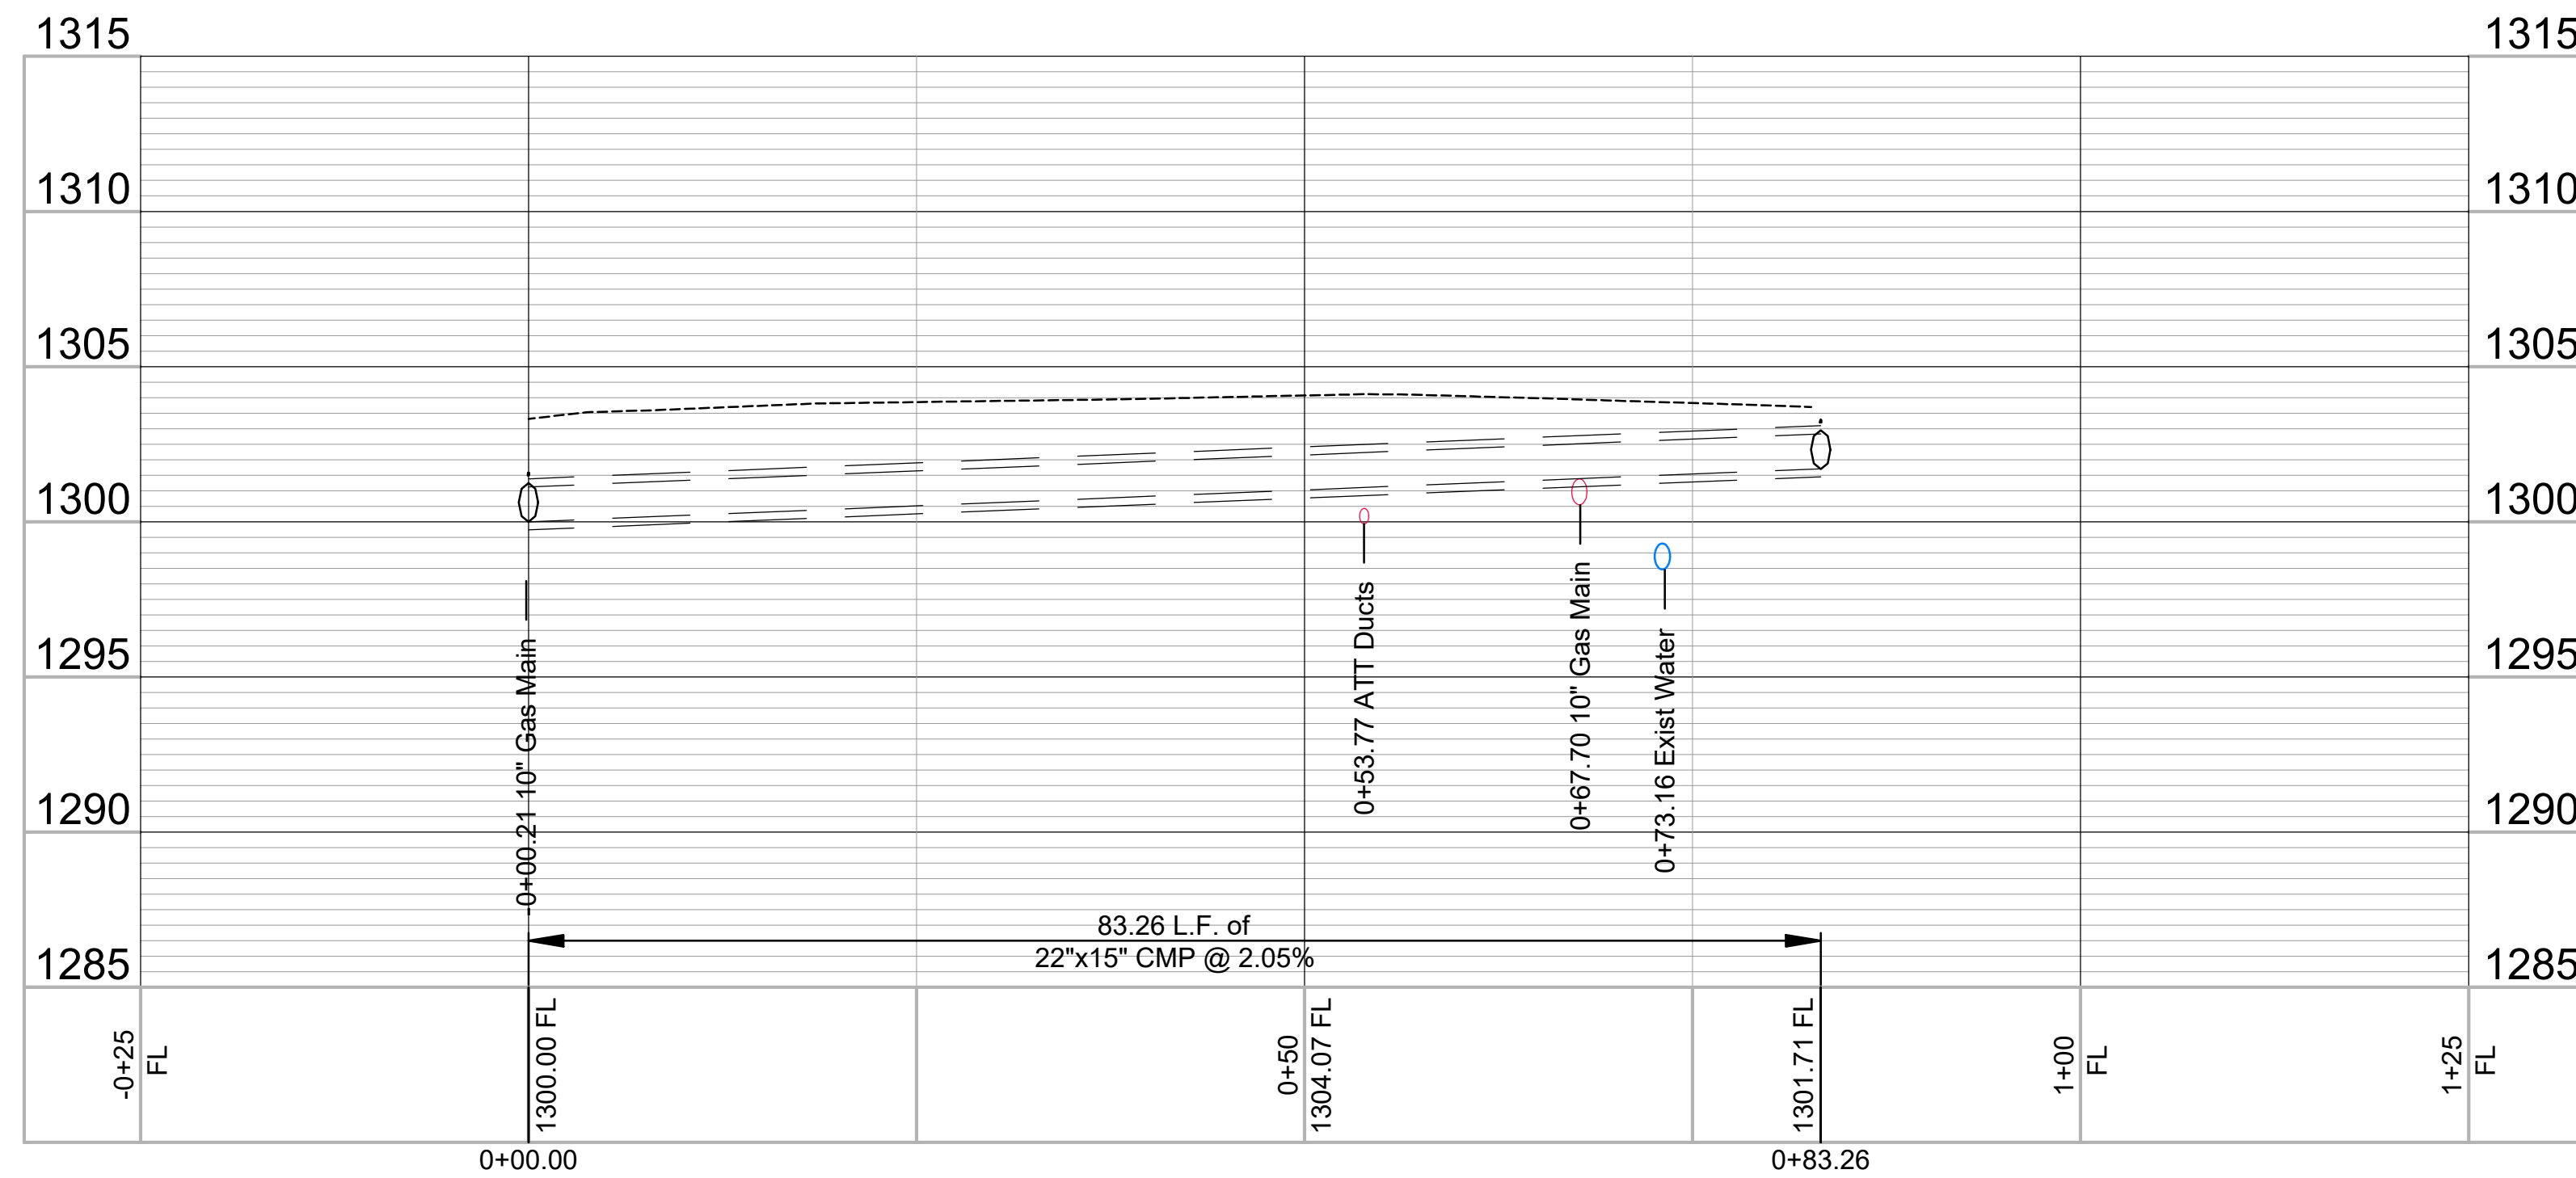 1315 1315
1310 1310
1305 1305
1300 1300
1295 1295
1290 1290
1285 1285
0+00.21 10" Gas Main
0+53.77 ATT Ducts
0+67.70 10" Gas Main
0+73.16 Exist Water
83.26 L.F. of
22"x15" CMP @ 2.05%
-0+25
FL
1300.00 FL
0+50
1304.07 FL
1301.71 FL
1+00
FL
1+25
FL
0+00.00
0+83.26